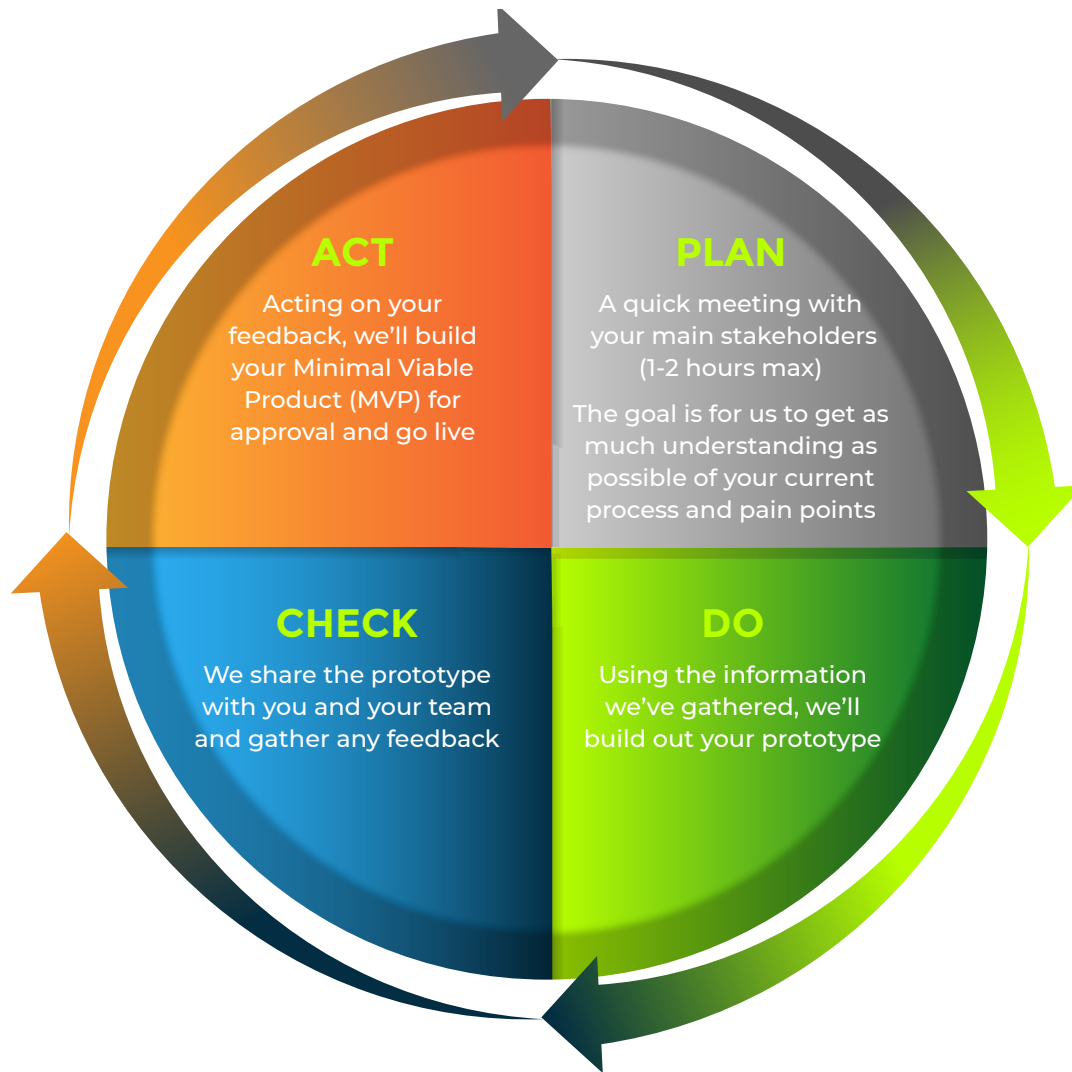 ACT
Acting on your
feedback, we’ll build
your Minimal Viable
Product (MVP) for
approval and go live
PLAN
A quick meeting with
your main stakeholders
(1-2 hours max)
The goal is for us to get as
much understanding as
possible of your current
process and pain points
CHECK
We share the prototype
with you and your team
and gather any feedback
DO
Using the information
we’ve gathered, we’ll
build out your prototype